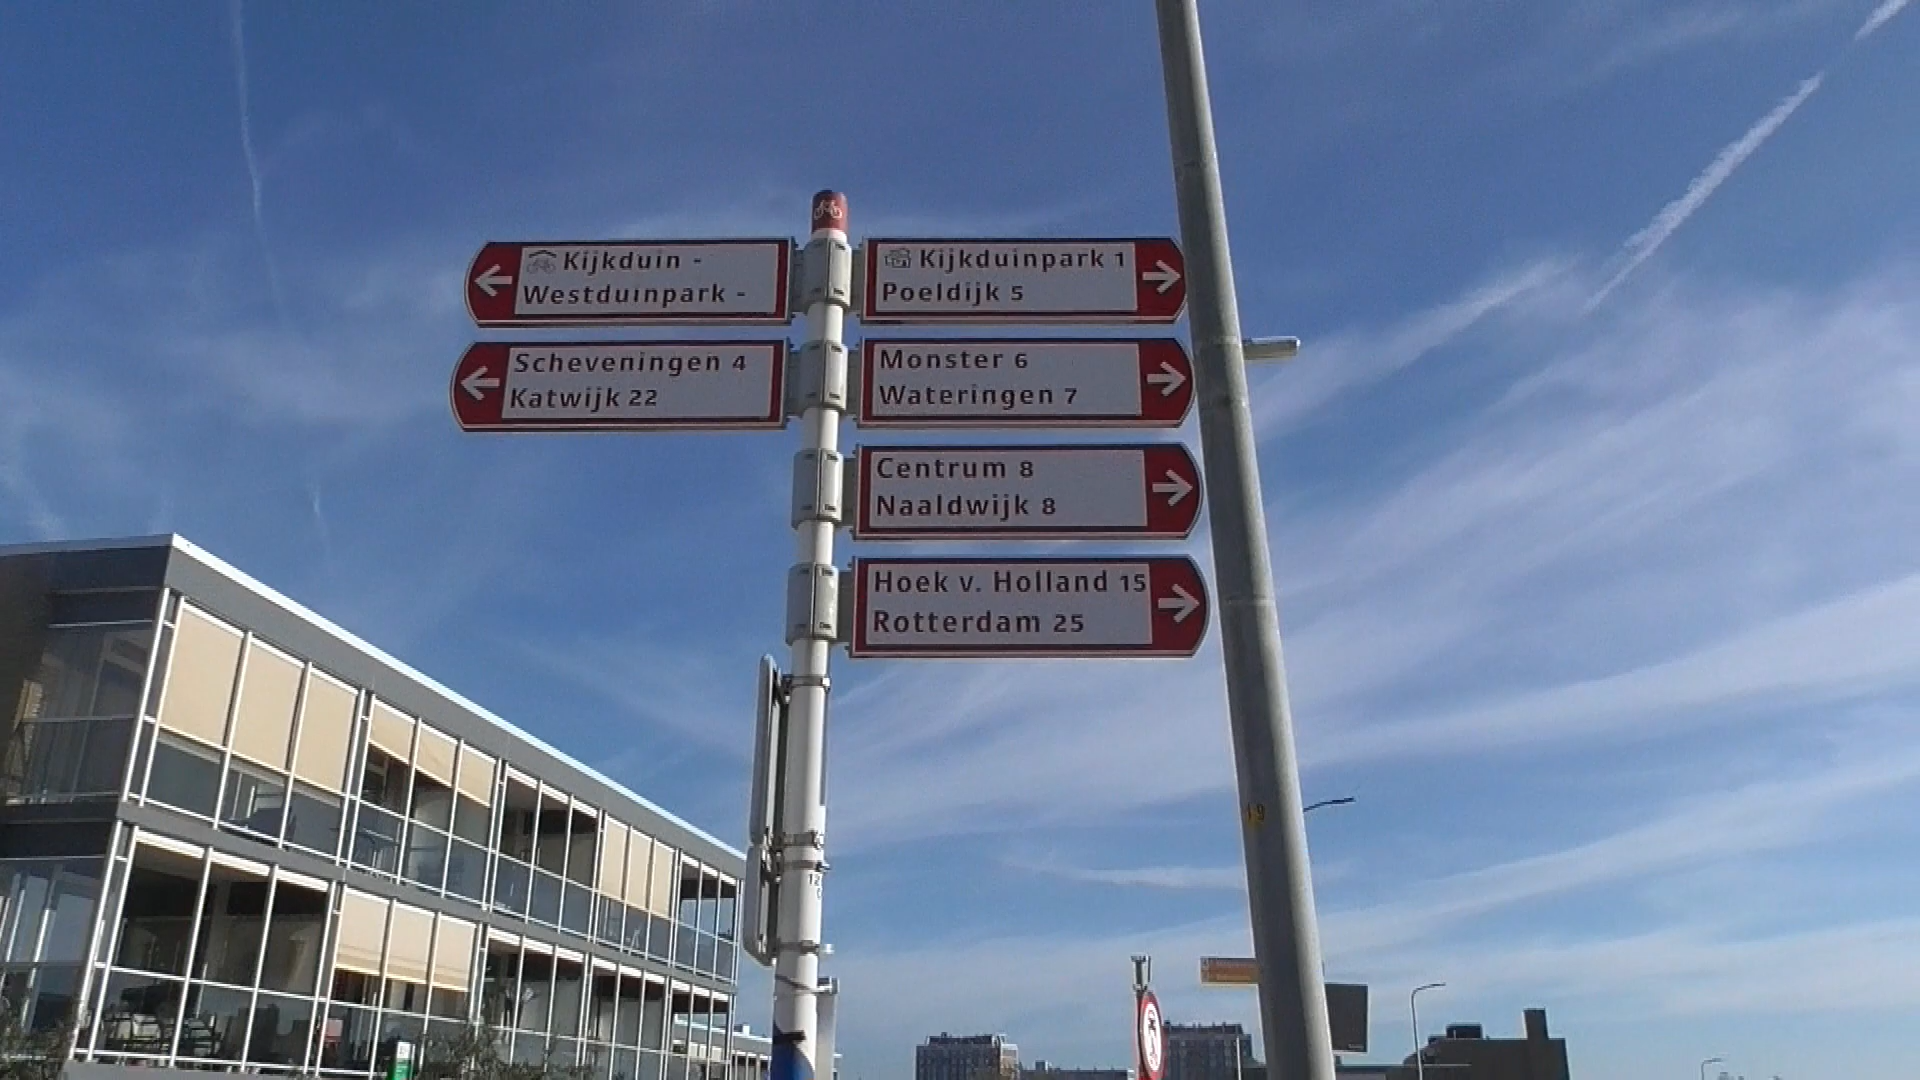 Kijkduin -
Westduinpark -
Scheveningen 4
Katwijk 22
Kijkduinpark 1
Poeldijk 5
Monster 6
Wateringen 7
Centrum 8
Naaldwijk 8
Hoek v. Holland 15
Rotterdam 25
19